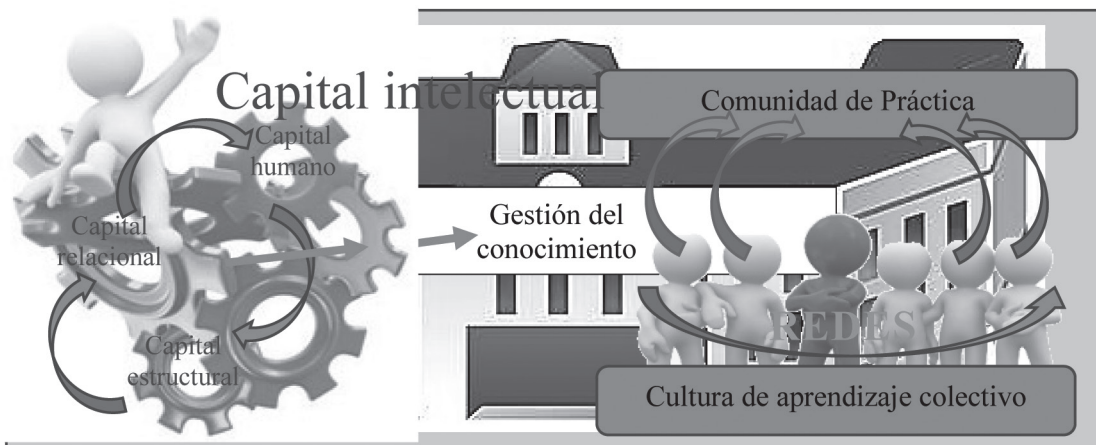 Capital intelectual
Capital
humano
Capital
relacional
Capital
estructural
Gestión del
conocimiento
Comunidad de Práctica
REDES
Cultura de aprendizaje colectivo